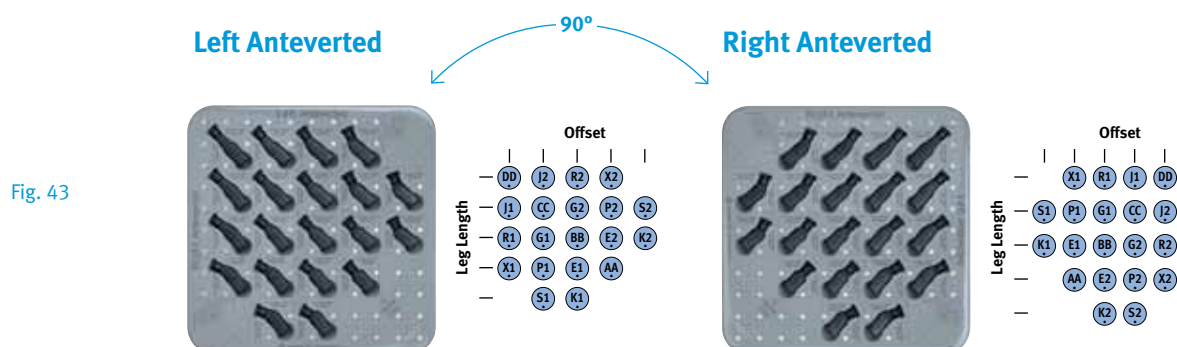 90º
Left Anteverted
Right Anteverted
Fig. 43
Offset
Leg Length
DD J2 R2 X2
J1 CC G2 P2 S2
R1 G1 BB E2 K2
X1 P1 E1 AA
S1 K1
Offset
Leg Length
X1 R1 J1 DD
S1 P1 G1 CC J2
K1 E1 BB G2 R2
AA E2 P2 X2
K2 S2